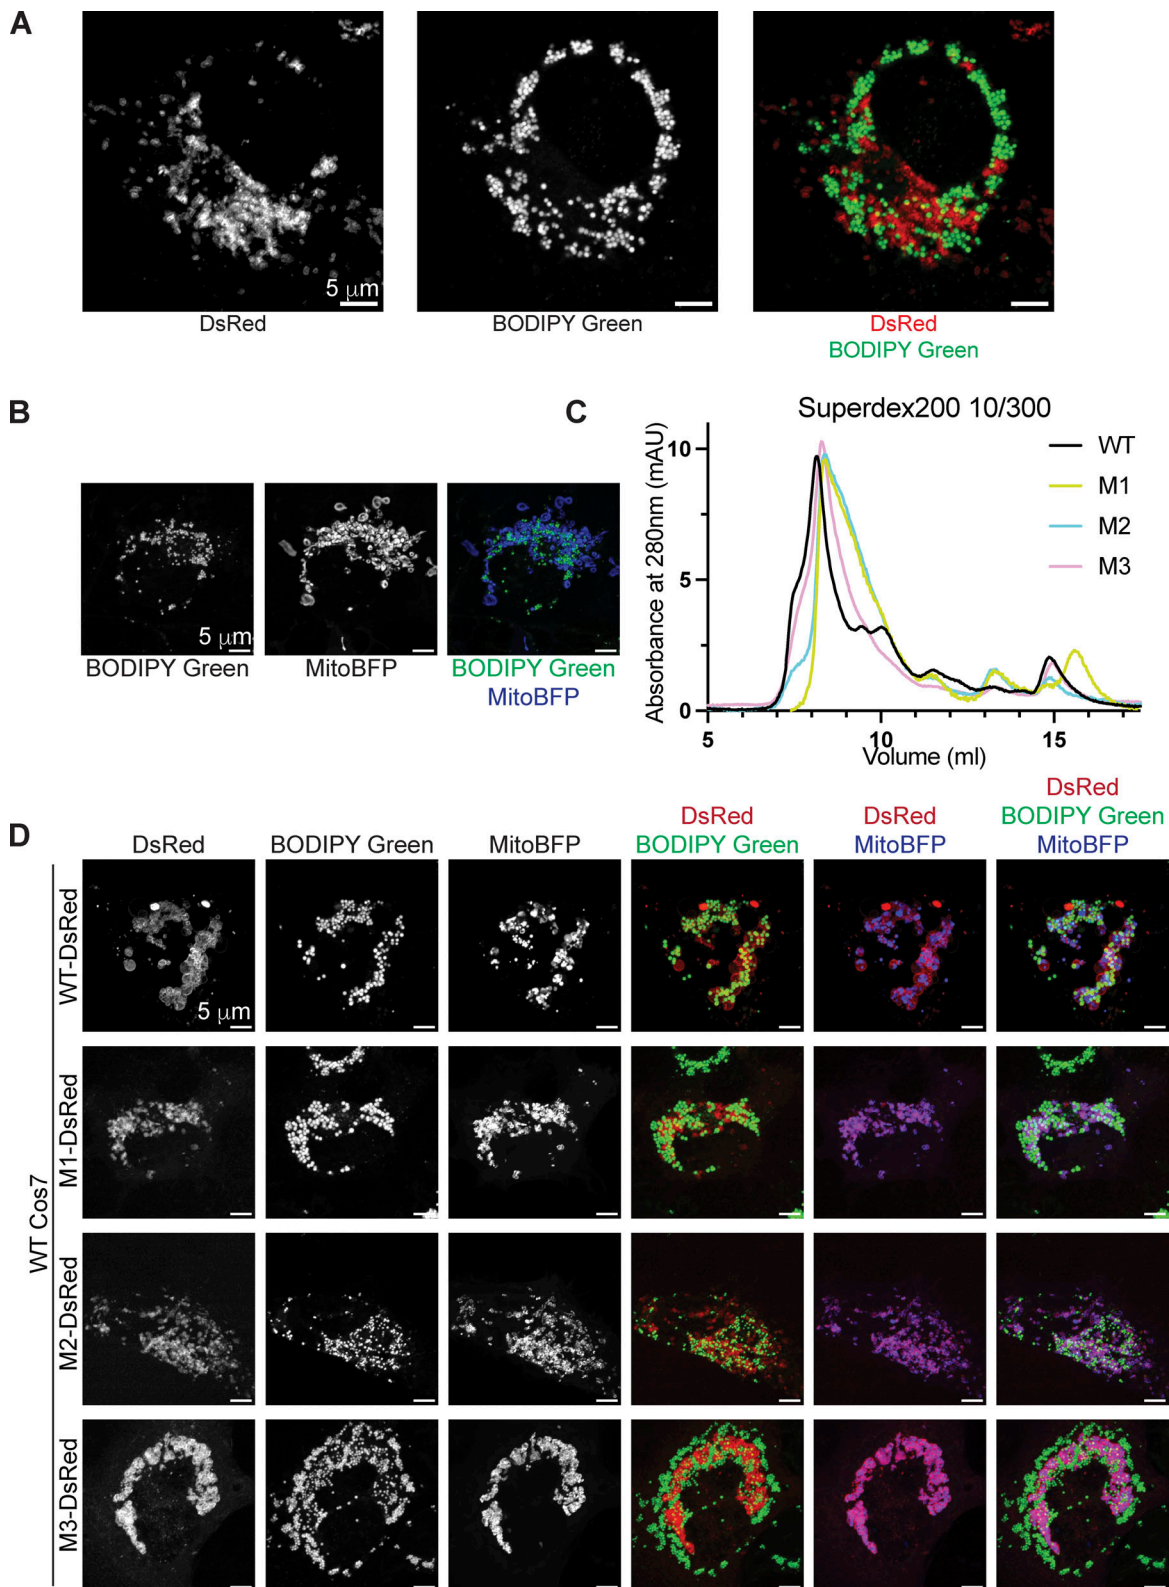 A
5 μm
DsRed
BODIPY Green
DsRed
BODIPY Green
B
5 μm
BODIPY Green
MitoBFP
BODIPY Green
MitoBFP
C
Superdex200 10/300
Absorbance at 280nm (mAU)
10
5
0
5
10
15
Volume (ml)
WT
M1
M2
M3
D
DsRed
BODIPY Green
MitoBFP
DsRed
BODIPY Green
DsRed
MitoBFP
DsRed
BODIPY Green
MitoBFP
WT Cos7
WT-DsRed
5 μm
M1-DsRed
M2-DsRed
M3-DsRed